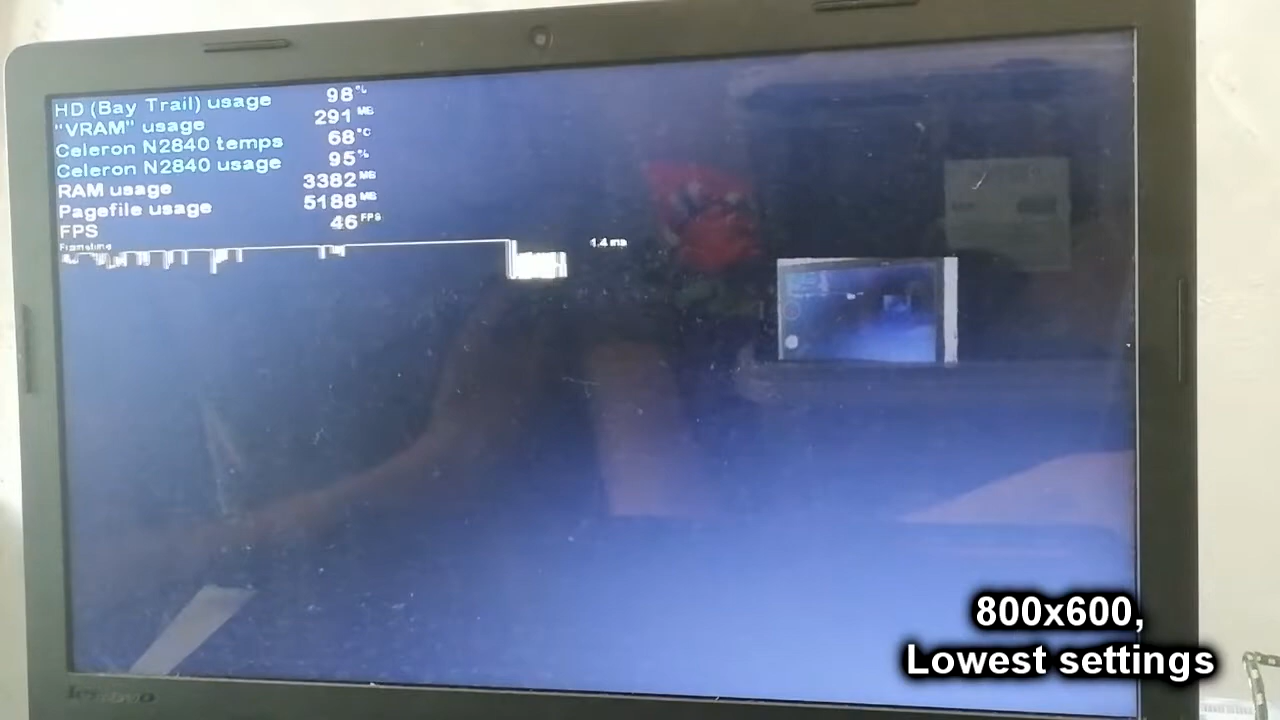 HD (Bay Trail) usage 98 %
"VRAM" usage 291 MB
Celeron N2840 temps 68 °C
Celeron N2840 usage 95 %
RAM usage 3382 MB
Pagefile usage 5188 MB
FPS 46 FPS
Frametime 1.4 ms
800x600,
Lowest settings
lenovo